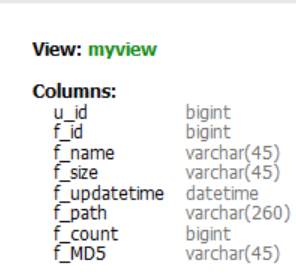 View: myview
Columns:
u_id bigint
f_id bigint
f_name varchar(45)
f_size varchar(45)
f_updatetime datetime
f_path varchar(260)
f_count bigint
f_MD5 varchar(45)